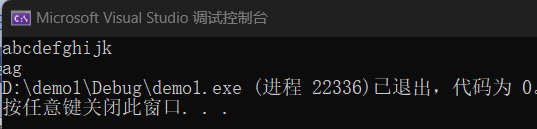 Microsoft Visual Studio 调试控制台
abcdefghijk
ag
D:\demo1\Debug\demo1.exe (进程 22336)已退出，代码为 0。
按任意键关闭此窗口. . .